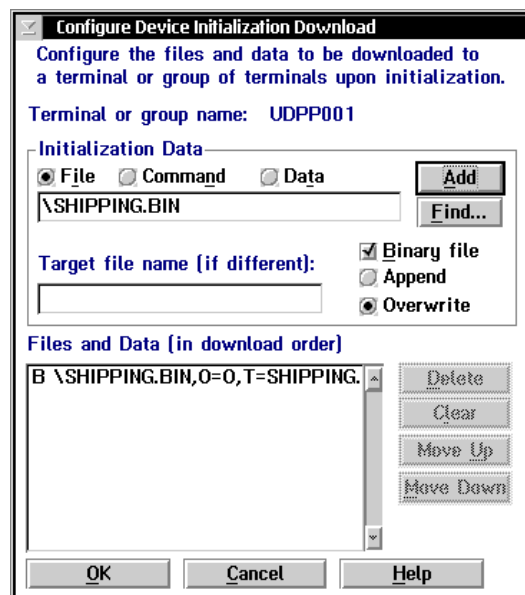 Configure Device Initialization Download
Configure the files and data to be downloaded to
a terminal or group of terminals upon initialization.
Terminal or group name: UDPP001
Initialization Data
File Command Data Add
\SHIPPING.BIN Find...
Binary file
Target file name (if different): Append
Overwrite
Files and Data (in download order)
B \SHIPPING.BIN,O=O,T=SHIPPING. Delete
Clear
Move Up
Move Down
OK Cancel Help